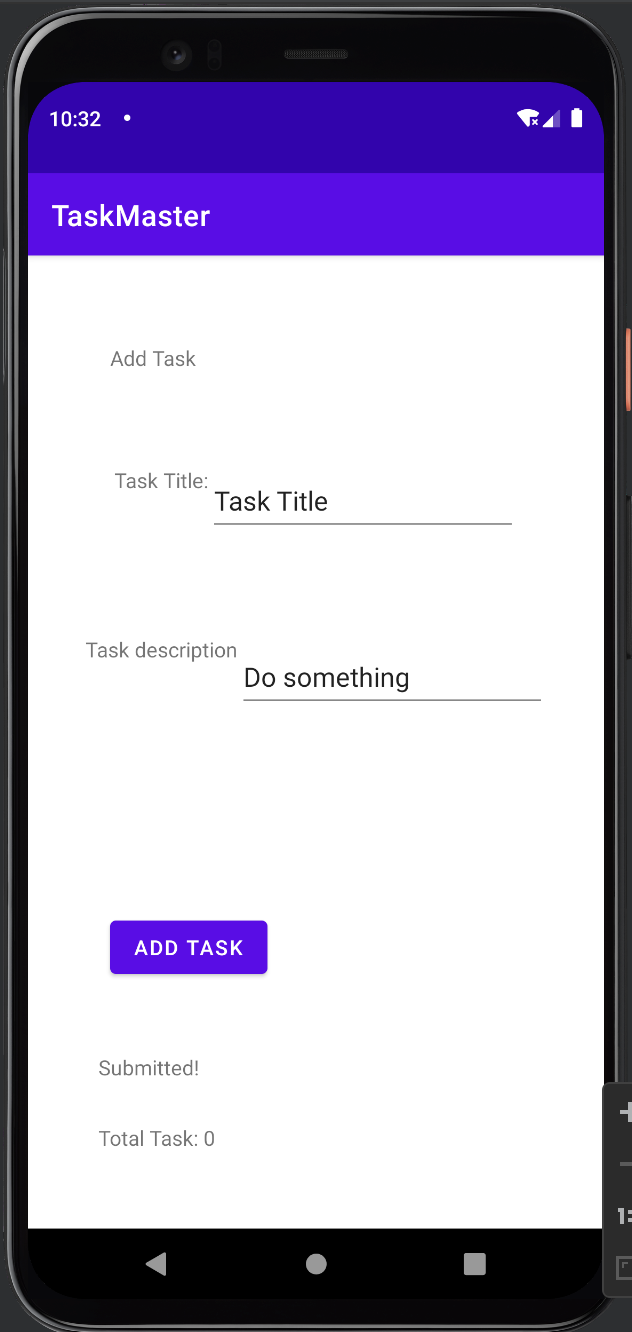 10:32
TaskMaster
Add Task
Task Title:
Task Title
Task description
Do something
ADD TASK
Submitted!
Total Task: 0